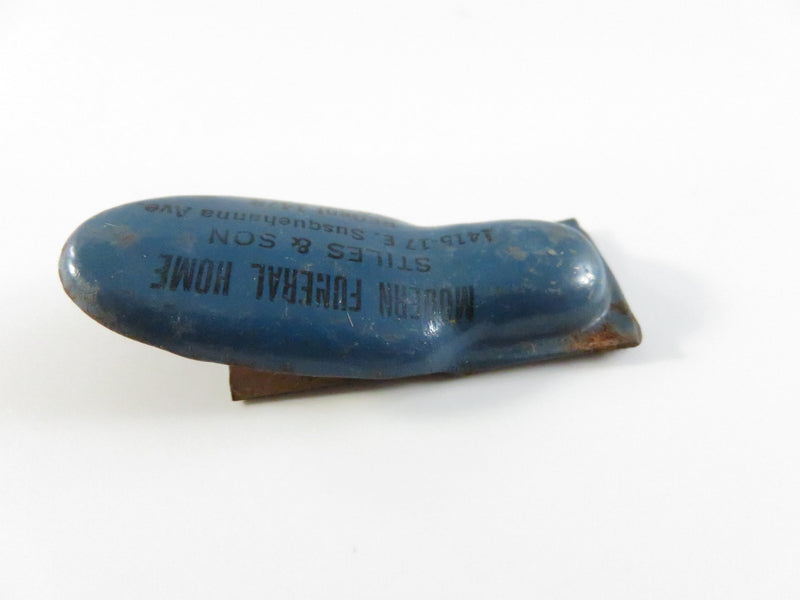 MODERN FUNERAL HOME
STILES & SON
1415-17 E. Susquehanna Ave